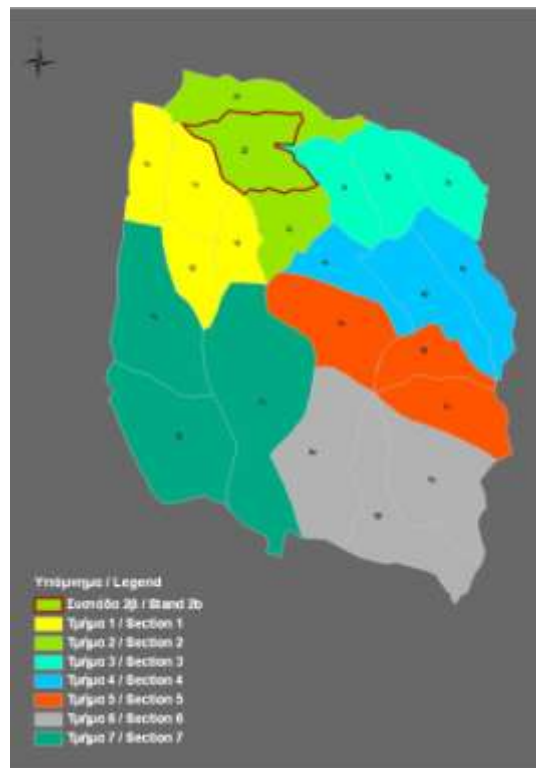 Υπόμνημα / Legend
Συστάδα 2β / Stand 2b
Τμήμα 1 / Section 1
Τμήμα 2 / Section 2
Τμήμα 3 / Section 3
Τμήμα 4 / Section 4
Τμήμα 5 / Section 5
Τμήμα 6 / Section 6
Τμήμα 7 / Section 7